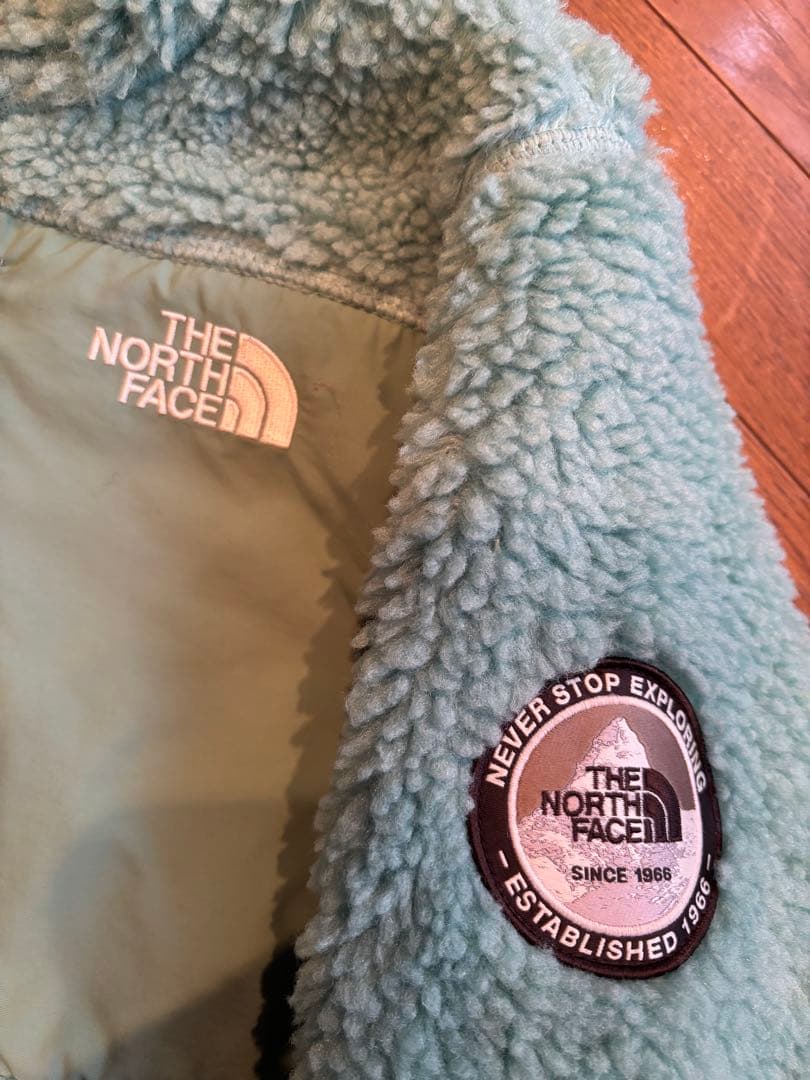 THE
NORTH
FACE
NEVER STOP EXPLORING
THE
NORTH
FACE
SINCE 1966
- ESTABLISHED 1966 -